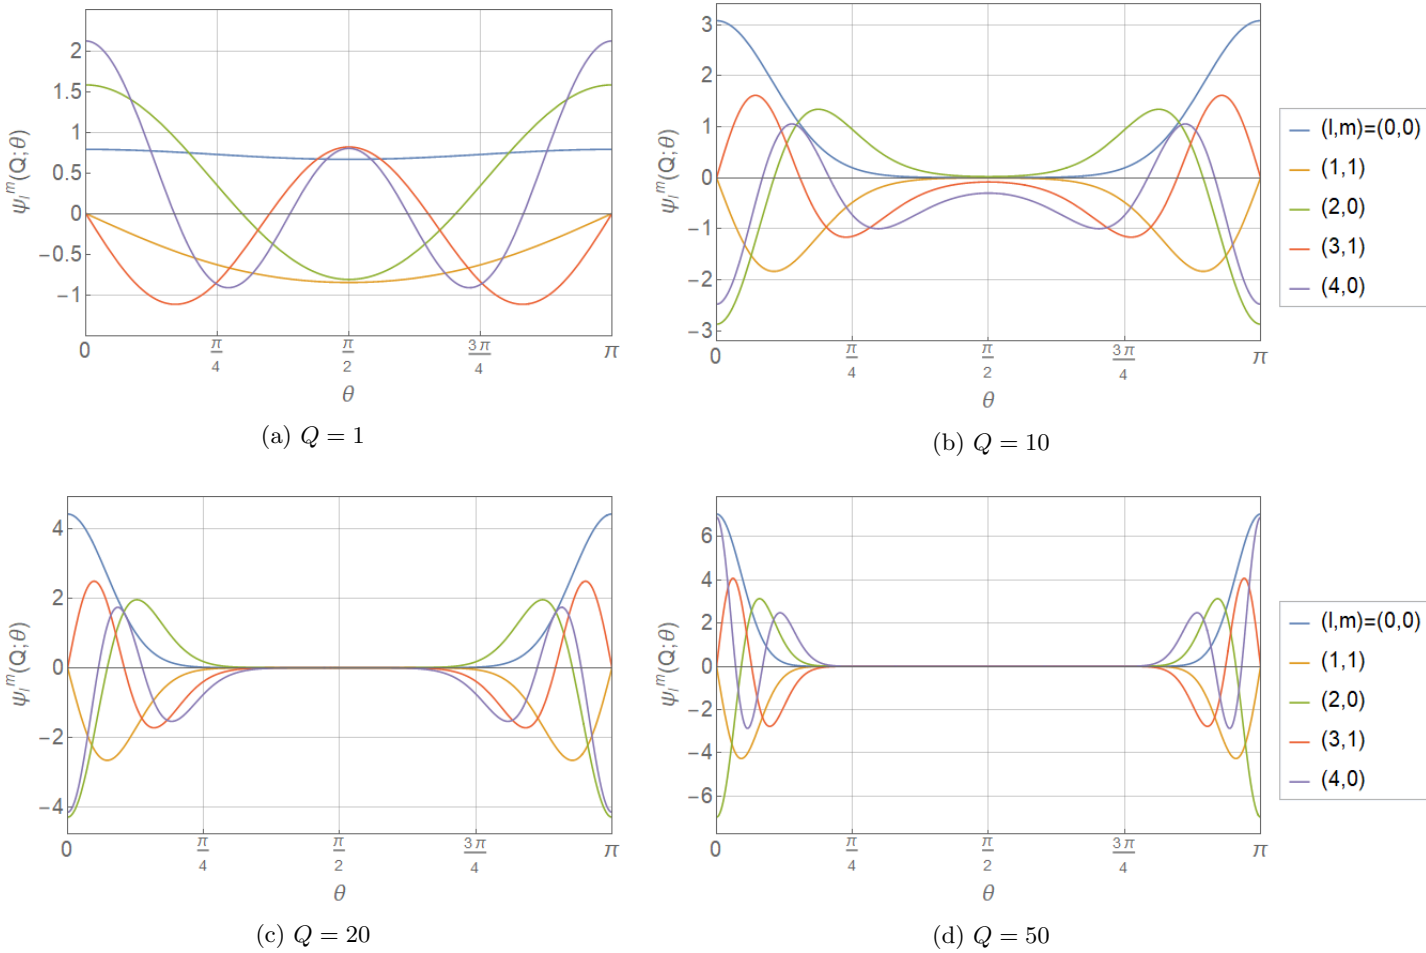 2
1.5
1
0.5
0
−0.5
−1
ψ_l^m(Q;θ)
0
π/4
π/2
3π/4
π
θ
(a) Q = 1
3
2
1
0
−1
−2
−3
ψ_l^m(Q;θ)
0
π/4
π/2
3π/4
π
θ
(b) Q = 10
(l,m)=(0,0)
(1,1)
(2,0)
(3,1)
(4,0)
4
2
0
−2
−4
ψ_l^m(Q;θ)
0
π/4
π/2
3π/4
π
θ
(c) Q = 20
6
4
2
0
−2
−4
−6
ψ_l^m(Q;θ)
0
π/4
π/2
3π/4
π
θ
(d) Q = 50
(l,m)=(0,0)
(1,1)
(2,0)
(3,1)
(4,0)